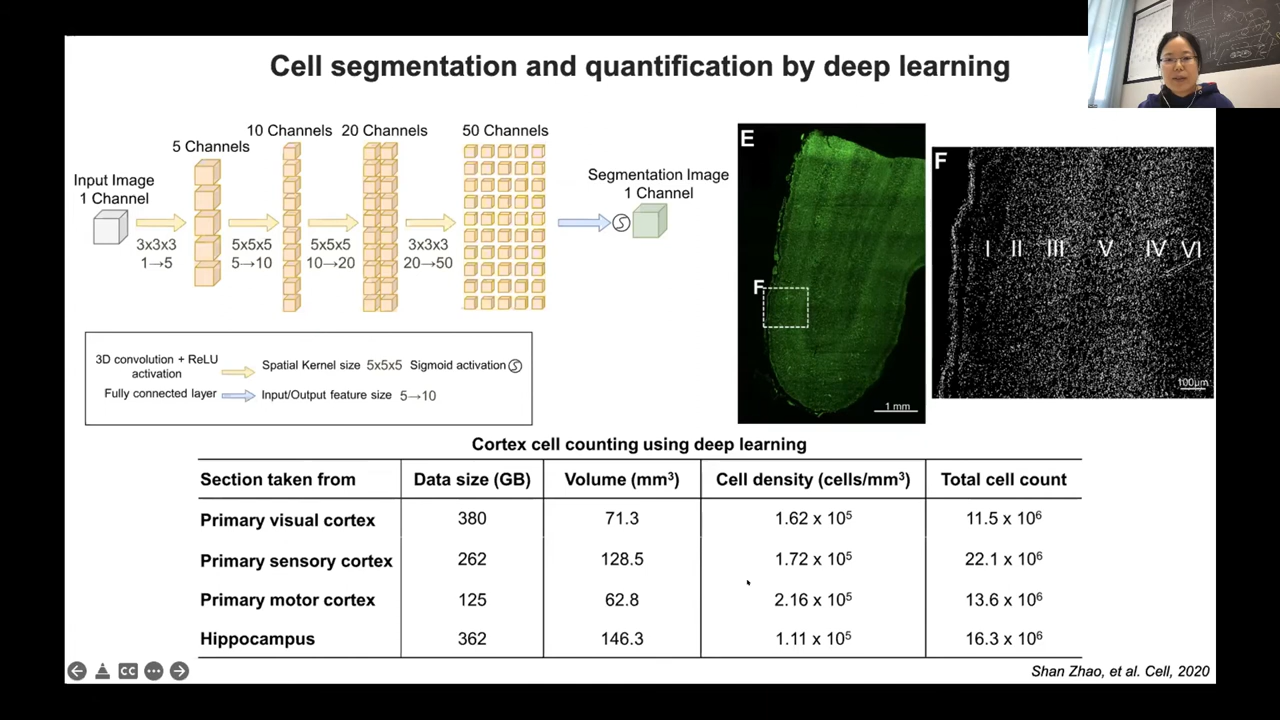 Cell segmentation and quantification by deep learning
Input Image
1 Channel
5 Channels
10 Channels
20 Channels
50 Channels
Segmentation Image
1 Channel
3x3x3
1→5
5x5x5
5→10
5x5x5
10→20
3x3x3
20→50
S
3D convolution + ReLU
activation
Spatial Kernel size 5x5x5 Sigmoid activation S
Fully connected layer
Input/Output feature size 5→10
E
F
1 mm
F
I II III V IV VI
100μm
Cortex cell counting using deep learning
Section taken from Data size (GB) Volume (mm³) Cell density (cells/mm³) Total cell count
Primary visual cortex 380 71.3 1.62 x 10⁵ 11.5 x 10⁶
Primary sensory cortex 262 128.5 1.72 x 10⁵ 22.1 x 10⁶
Primary motor cortex 125 62.8 2.16 x 10⁵ 13.6 x 10⁶
Hippocampus 362 146.3 1.11 x 10⁵ 16.3 x 10⁶
CC
Shan Zhao, et al. Cell, 2020